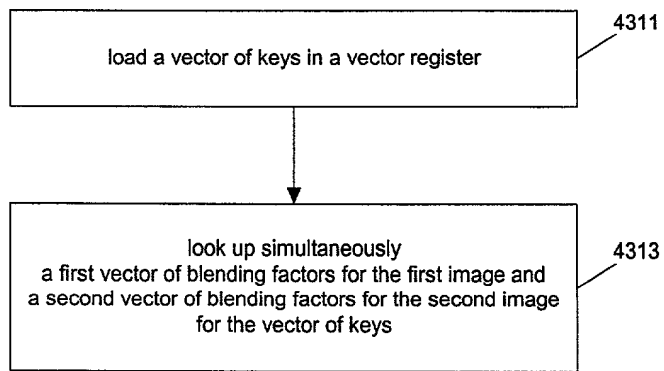 4311
load a vector of keys in a vector register
look up simultaneously
4313
a first vector of blending factors for the first image and
a second vector of blending factors for the second image
for the vector of keys